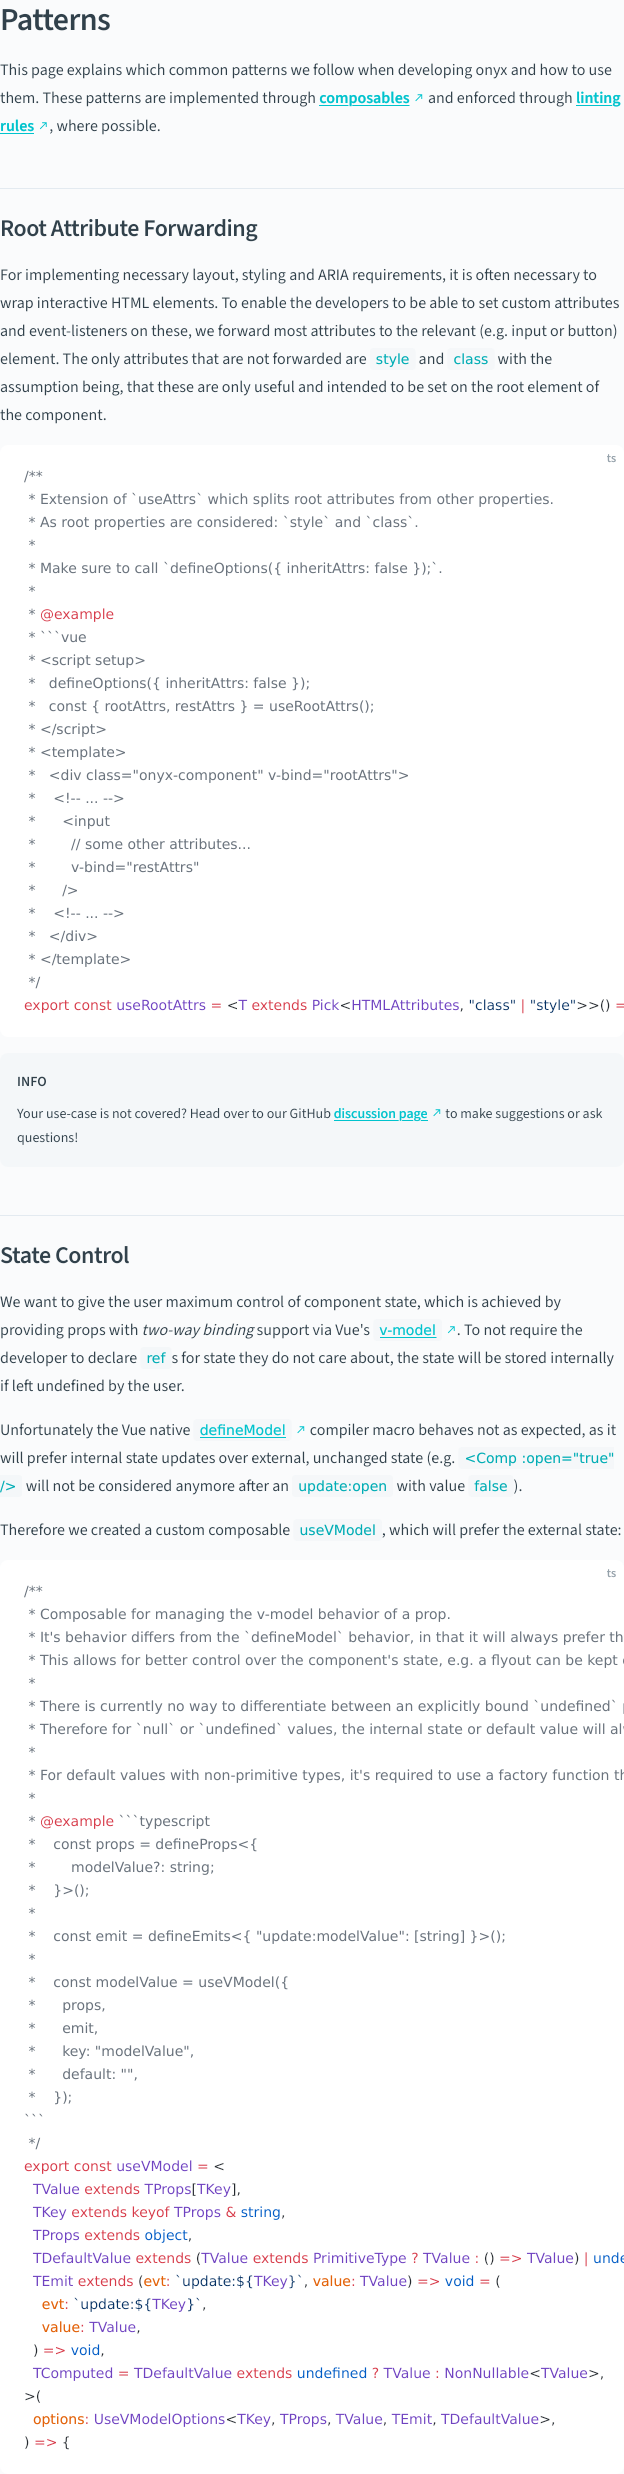 Patterns
This page explains which common patterns we follow when developing onyx and how to use
them. These patterns are implemented through composables ↗ and enforced through linting
rules ↗, where possible.
Root Attribute Forwarding
For implementing necessary layout, styling and ARIA requirements, it is often necessary to
wrap interactive HTML elements. To enable the developers to be able to set custom attributes
and event-listeners on these, we forward most attributes to the relevant (e.g. input or button)
element. The only attributes that are not forwarded are style and class with the
assumption being, that these are only useful and intended to be set on the root element of
the component.
ts
/**
 * Extension of `useAttrs` which splits root attributes from other properties.
 * As root properties are considered: `style` and `class`.
 *
 * Make sure to call `defineOptions({ inheritAttrs: false });`.
 *
 * @example
 * ```vue
 * <script setup>
 *   defineOptions({ inheritAttrs: false });
 *   const { rootAttrs, restAttrs } = useRootAttrs();
 * </script>
 * <template>
 *   <div class="onyx-component" v-bind="rootAttrs">
 *    <!-- ... -->
 *      <input
 *        // some other attributes...
 *        v-bind="restAttrs"
 *      />
 *    <!-- ... -->
 *   </div>
 * </template>
 */
export const useRootAttrs = <T extends Pick<HTMLAttributes, "class" | "style">>() =
INFO
Your use-case is not covered? Head over to our GitHub discussion page ↗ to make suggestions or ask
questions!
State Control
We want to give the user maximum control of component state, which is achieved by
providing props with two-way binding support via Vue's v-model ↗. To not require the
developer to declare ref s for state they do not care about, the state will be stored internally
if left undefined by the user.
Unfortunately the Vue native defineModel ↗ compiler macro behaves not as expected, as it
will prefer internal state updates over external, unchanged state (e.g. <Comp :open="true"
/> will not be considered anymore after an update:open with value false ).
Therefore we created a custom composable useVModel , which will prefer the external state:
ts
/**
 * Composable for managing the v-model behavior of a prop.
 * It's behavior differs from the `defineModel` behavior, in that it will always prefer th
 * This allows for better control over the component's state, e.g. a flyout can be kept
 *
 * There is currently no way to differentiate between an explicitly bound `undefined`
 * Therefore for `null` or `undefined` values, the internal state or default value will al
 *
 * For default values with non-primitive types, it's required to use a factory function th
 *
 * @example ```typescript
 *    const props = defineProps<{
 *        modelValue?: string;
 *    }>();
 *
 *    const emit = defineEmits<{ "update:modelValue": [string] }>();
 *
 *    const modelValue = useVModel({
 *      props,
 *      emit,
 *      key: "modelValue",
 *      default: "",
 *    });
```
 */
export const useVModel = <
  TValue extends TProps[TKey],
  TKey extends keyof TProps & string,
  TProps extends object,
  TDefaultValue extends (TValue extends PrimitiveType ? TValue : () => TValue) | unde
  TEmit extends (evt: `update:${TKey}`, value: TValue) => void = (
    evt: `update:${TKey}`,
    value: TValue,
  ) => void,
  TComputed = TDefaultValue extends undefined ? TValue : NonNullable<TValue>,
>(
  options: UseVModelOptions<TKey, TProps, TValue, TEmit, TDefaultValue>,
) => {